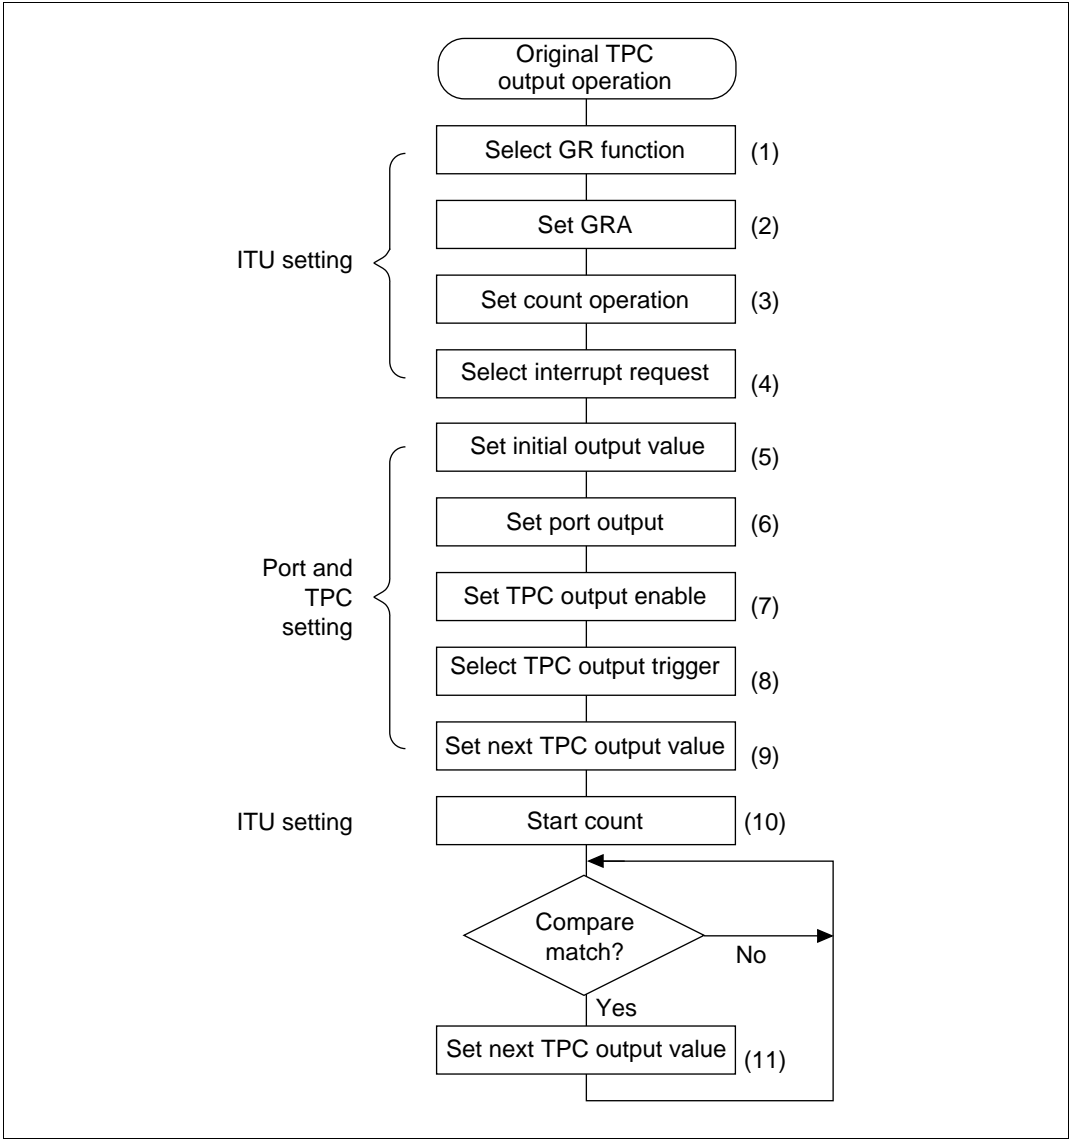 Original TPC
output operation
Select GR function
(1)
Set GRA
(2)
ITU setting
Set count operation
(3)
Select interrupt request
(4)
Set initial output value
(5)
Set port output
(6)
Port and
TPC
setting
Set TPC output enable
(7)
Select TPC output trigger
(8)
Set next TPC output value
(9)
ITU setting
Start count
(10)
Compare
match?
No
Yes
Set next TPC output value
(11)